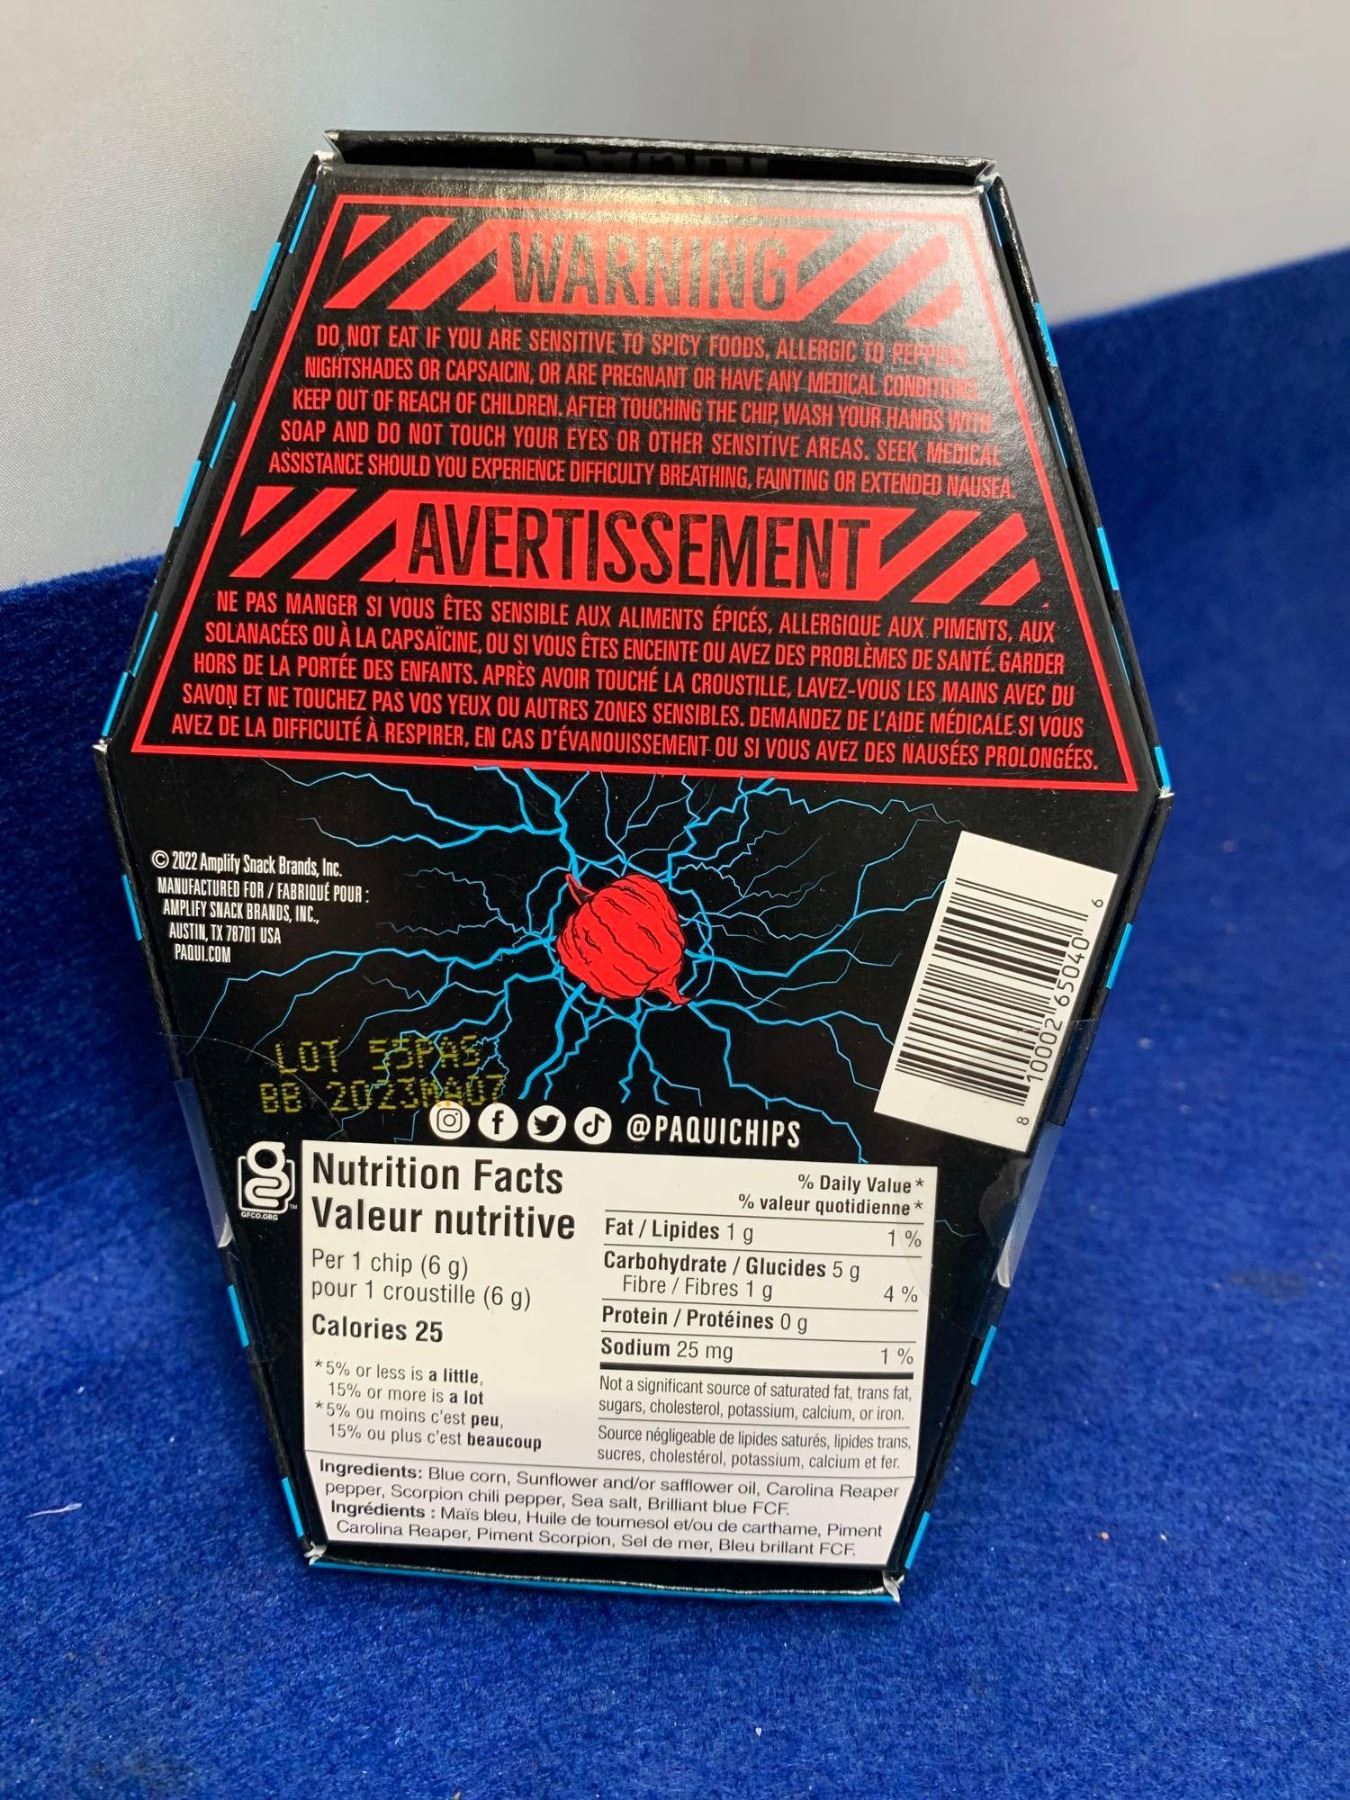 WARNING
DO NOT EAT IF YOU ARE SENSITIVE TO SPICY FOODS, ALLERGIC TO PEPPERS,
NIGHTSHADES OR CAPSAICIN, OR ARE PREGNANT OR HAVE ANY MEDICAL CONDITIONS.
KEEP OUT OF REACH OF CHILDREN. AFTER TOUCHING THE CHIP, WASH YOUR HANDS WITH
SOAP AND DO NOT TOUCH YOUR EYES OR OTHER SENSITIVE AREAS. SEEK MEDICAL
ASSISTANCE SHOULD YOU EXPERIENCE DIFFICULTY BREATHING, FAINTING OR EXTENDED NAUSEA.
AVERTISSEMENT
NE PAS MANGER SI VOUS ÊTES SENSIBLE AUX ALIMENTS ÉPICÉS, ALLERGIQUE AUX PIMENTS, AUX
SOLANACÉES OU À LA CAPSAÏCINE, OU SI VOUS ÊTES ENCEINTE OU AVEZ DES PROBLÈMES DE SANTÉ. GARDER
HORS DE LA PORTÉE DES ENFANTS. APRÈS AVOIR TOUCHÉ LA CROUSTILLE, LAVEZ-VOUS LES MAINS AVEC DU
SAVON ET NE TOUCHEZ PAS VOS YEUX OU AUTRES ZONES SENSIBLES. DEMANDEZ DE L'AIDE MÉDICALE SI VOUS
AVEZ DE LA DIFFICULTÉ À RESPIRER, EN CAS D'ÉVANOUISSEMENT OU SI VOUS AVEZ DES NAUSÉES PROLONGÉES.
© 2022 Amplify Snack Brands, Inc.
MANUFACTURED FOR / FABRIQUÉ POUR :
AMPLIFY SNACK BRANDS, INC.,
AUSTIN, TX 78701 USA
PAQUI.COM
8 10002 65040 6
LOT 55PAS
BB 2023MA07
@PAQUICHIPS
GFCO.ORG TM
Nutrition Facts
Valeur nutritive
Per 1 chip (6 g)
pour 1 croustille (6 g)
Calories 25
*5% or less is a little,
15% or more is a lot
*5% ou moins c'est peu,
15% ou plus c'est beaucoup
% Daily Value*
% valeur quotidienne*
Fat / Lipides 1 g 1 %
Carbohydrate / Glucides 5 g
Fibre / Fibres 1 g 4 %
Protein / Protéines 0 g
Sodium 25 mg 1 %
Not a significant source of saturated fat, trans fat,
sugars, cholesterol, potassium, calcium, or iron.
Source négligeable de lipides saturés, lipides trans,
sucres, cholestérol, potassium, calcium et fer.
Ingredients: Blue corn, Sunflower and/or safflower oil, Carolina Reaper
pepper, Scorpion chili pepper, Sea salt, Brilliant blue FCF.
Ingrédients : Maïs bleu, Huile de tournesol et/ou de carthame, Piment
Carolina Reaper, Piment Scorpion, Sel de mer, Bleu brillant FCF.